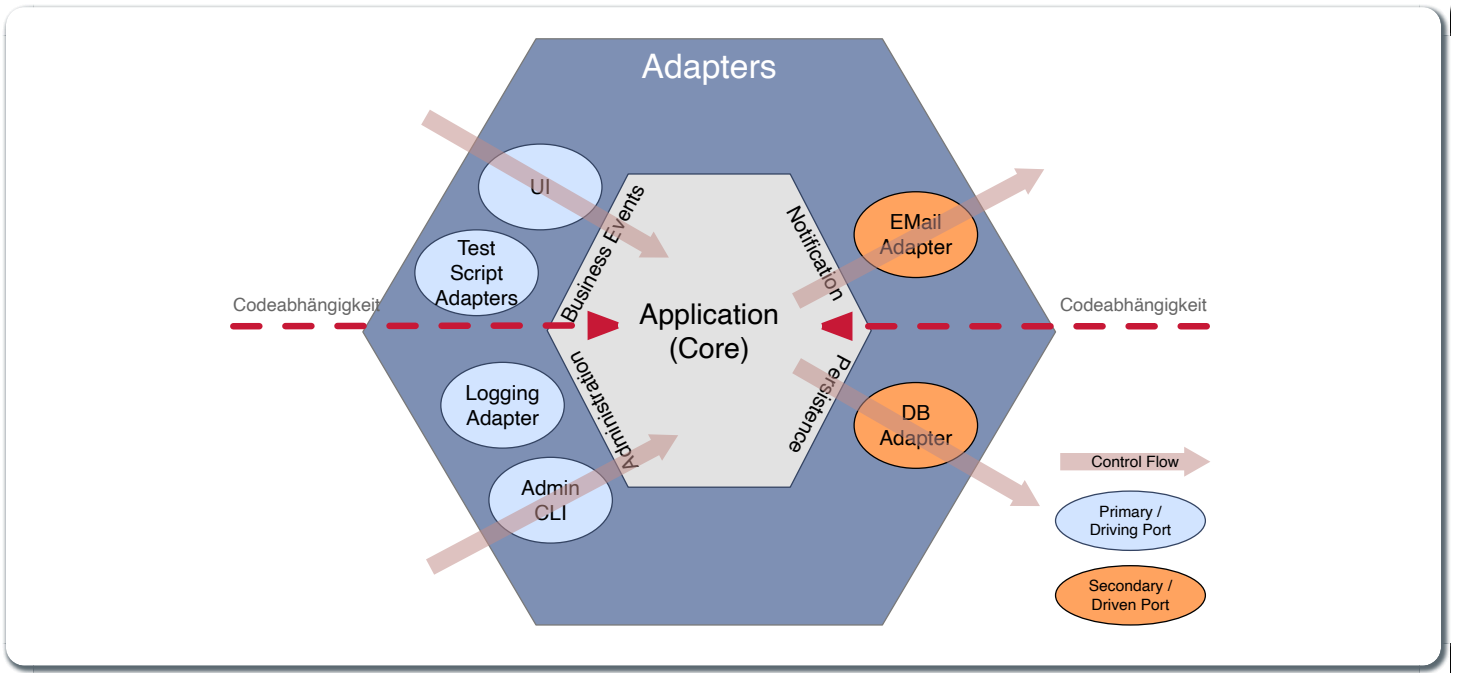 Adapters
UI
Test
Script
Adapters
Business Events
Notification
EMail
Adapter
Codeabhängigkeit
Codeabhängigkeit
Application
(Core)
Logging
Adapter
Administration
Persistence
DB
Adapter
Admin
CLI
Control Flow
Primary /
Driving Port
Secondary /
Driven Port